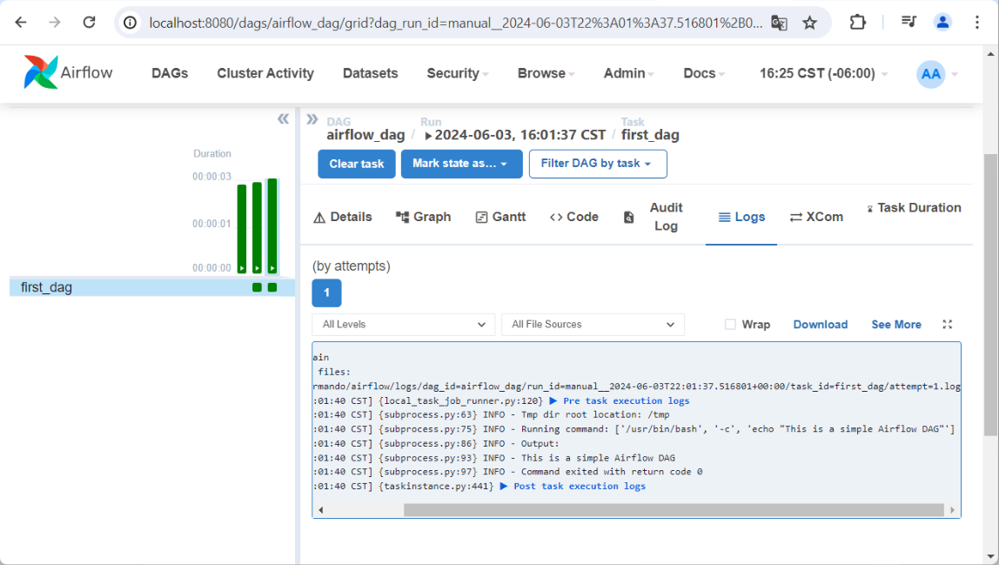 localhost:8080/dags/airflow_dag/grid?dag_run_id=manual__2024-06-03T22%3A01%3A37.516801%2B0...
Airflow DAGs Cluster Activity Datasets Security Browse Admin Docs 16:25 CST (-06:00) AA
Duration
00:00:03
00:00:01
00:00:00
first_dag
DAG Run Task
airflow_dag / 2024-06-03, 16:01:37 CST / first_dag
Clear task Mark state as... Filter DAG by task
Details Graph Gantt Code Audit Log Logs XCom Task Duration
(by attempts)
1
All Levels All File Sources Wrap Download See More
ain
files:
rmando/airflow/logs/dag_id=airflow_dag/run_id=manual__2024-06-03T22:01:37.516801+00:00/task_id=first_dag/attempt=1.log
:01:40 CST] {local_task_job_runner.py:120} ▶ Pre task execution logs
:01:40 CST] {subprocess.py:63} INFO - Tmp dir root location: /tmp
:01:40 CST] {subprocess.py:75} INFO - Running command: ['/usr/bin/bash', '-c', 'echo "This is a simple Airflow DAG"']
:01:40 CST] {subprocess.py:86} INFO - Output:
:01:40 CST] {subprocess.py:93} INFO - This is a simple Airflow DAG
:01:40 CST] {subprocess.py:97} INFO - Command exited with return code 0
:01:40 CST] {taskinstance.py:441} ▶ Post task execution logs